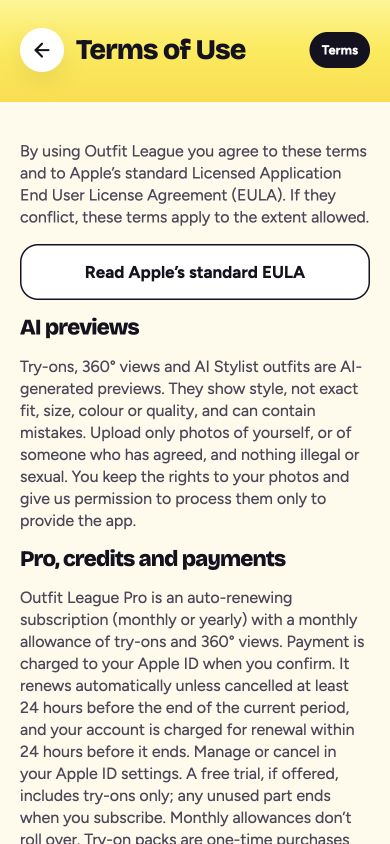 Terms of Use
Terms
By using Outfit League you agree to these terms
and to Apple’s standard Licensed Application
End User License Agreement (EULA). If they
conflict, these terms apply to the extent allowed.
Read Apple’s standard EULA
AI previews
Try-ons, 360° views and AI Stylist outfits are AI-
generated previews. They show style, not exact
fit, size, colour or quality, and can contain
mistakes. Upload only photos of yourself, or of
someone who has agreed, and nothing illegal or
sexual. You keep the rights to your photos and
give us permission to process them only to
provide the app.
Pro, credits and payments
Outfit League Pro is an auto-renewing
subscription (monthly or yearly) with a monthly
allowance of try-ons and 360° views. Payment is
charged to your Apple ID when you confirm. It
renews automatically unless cancelled at least
24 hours before the end of the current period,
and your account is charged for renewal within
24 hours before it ends. Manage or cancel in
your Apple ID settings. A free trial, if offered,
includes try-ons only; any unused part ends
when you subscribe. Monthly allowances don’t
roll over. Try-on packs are one-time purchases